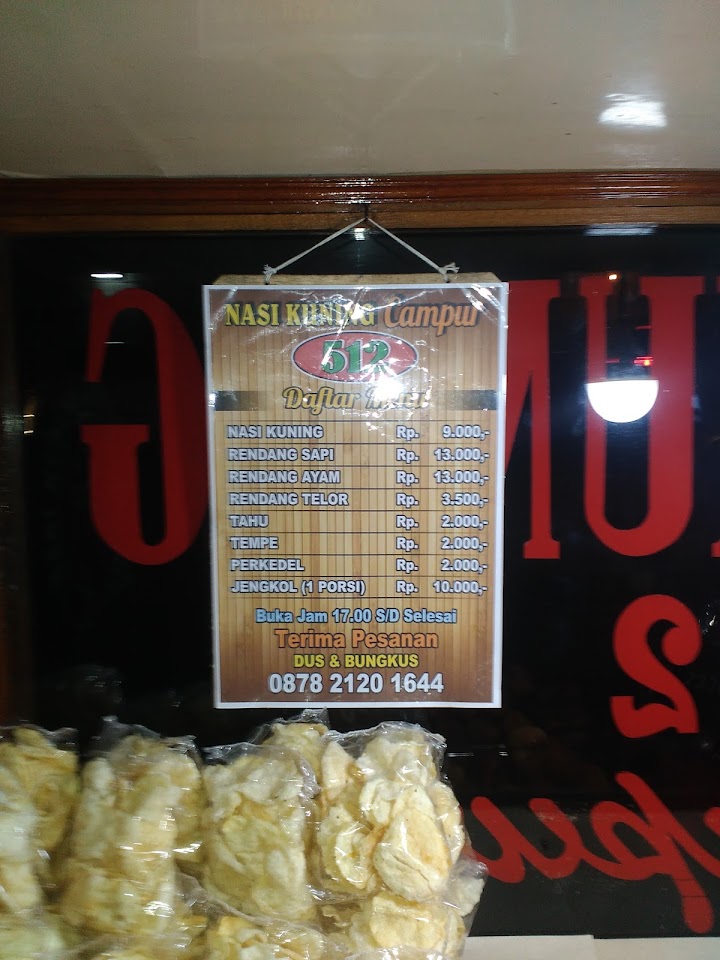 NASI KUNING Campur
512
Daftar Menu
NASI KUNING Rp. 9.000,-
RENDANG SAPI Rp. 13.000,-
RENDANG AYAM Rp. 13.000,-
RENDANG TELOR Rp. 3.500,-
TAHU Rp. 2.000,-
TEMPE Rp. 2.000,-
PERKEDEL Rp. 2.000,-
JENGKOL (1 PORSI) Rp. 10.000,-
Buka Jam 17.00 S/D Selesai
Terima Pesanan
DUS & BUNGKUS
0878 2120 1644